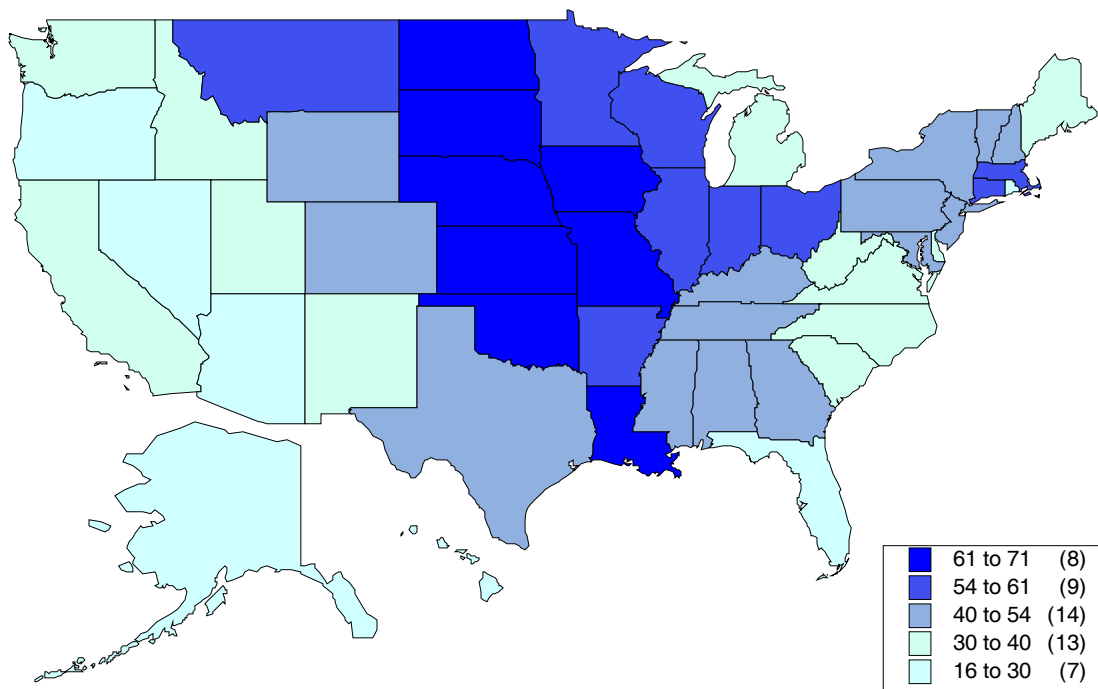 61 to 71 (8)
54 to 61 (9)
40 to 54 (14)
30 to 40 (13)
16 to 30 (7)